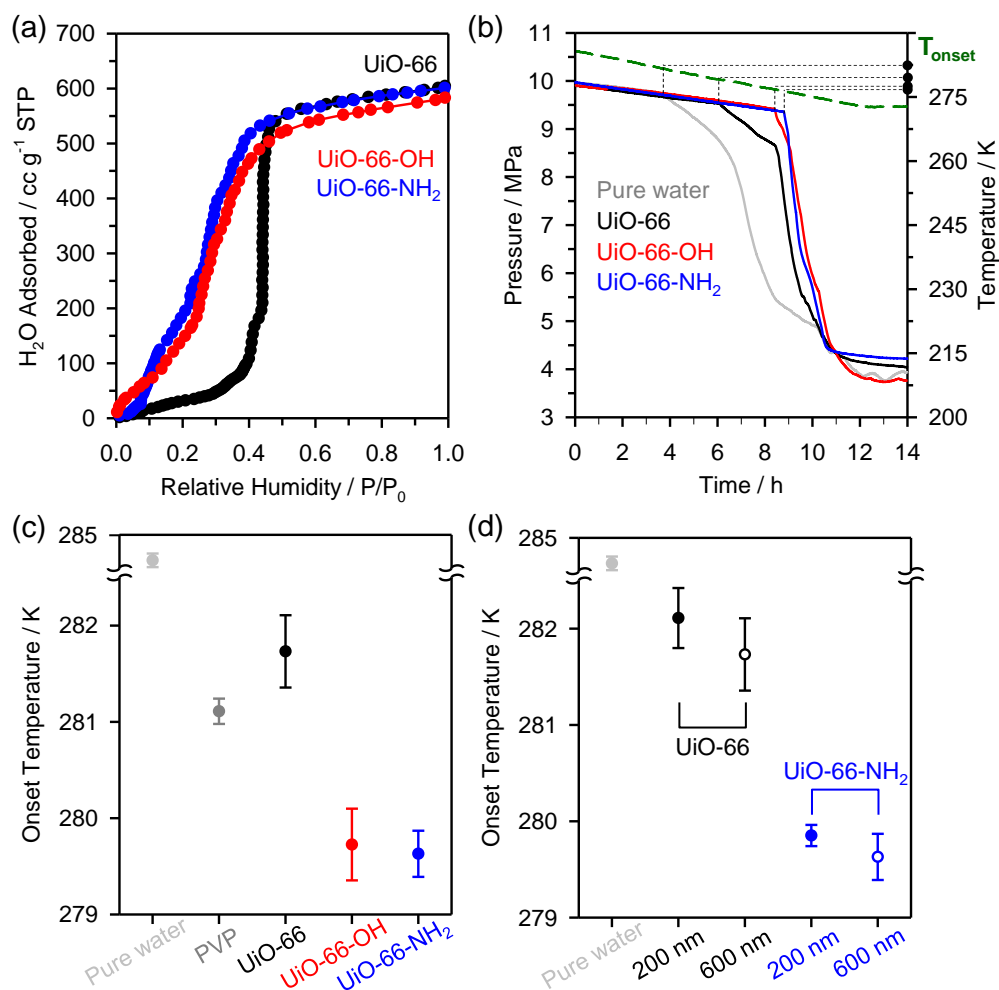 (a)
700
600
500
400
300
200
100
0
H₂O Adsorbed / cc g⁻¹ STP
UiO-66
UiO-66-OH
UiO-66-NH₂
0.0 0.2 0.4 0.6 0.8 1.0
Relative Humidity / P/P₀
(b)
11
10
9
8
7
6
5
4
3
Pressure / MPa
Tonset
Pure water
UiO-66
UiO-66-OH
UiO-66-NH₂
275
260
245
230
215
200
Temperature / K
0 2 4 6 8 10 12 14
Time / h
(c)
285
282
281
280
279
Onset Temperature / K
Pure water
PVP
UiO-66
UiO-66-OH
UiO-66-NH₂
(d)
285
282
281
280
279
Onset Temperature / K
UiO-66
UiO-66-NH₂
Pure water
200 nm
600 nm
200 nm
600 nm